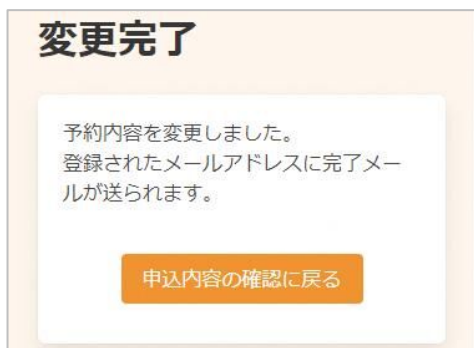 変更完了
予約内容を変更しました。
登録されたメールアドレスに完了メー
ルが送られます。
申込内容の確認に戻る